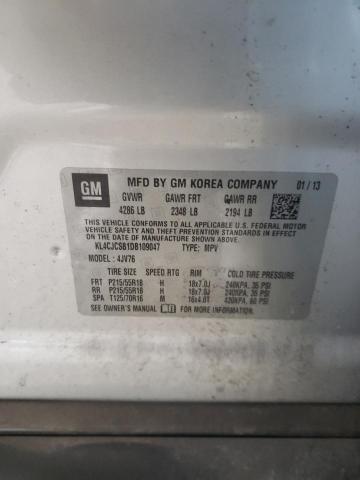 GM
MFD BY GM KOREA COMPANY 01/13
GVWR GAWR FRT GAWR RR
4286 LB 2348 LB 2194 LB
THIS VEHICLE CONFORMS TO ALL APPLICABLE U.S. FEDERAL MOTOR
VEHICLE SAFETY AND THEFT PREVENTION STANDARDS IN
EFFECT ON THE DATE OF MANUFACTURE SHOWN ABOVE.
KL4CJCSB1DB109047 TYPE: MPV
MODEL: 4JV76
TIRE SIZE SPEED RTG RIM COLD TIRE PRESSURE
FRT P215/55R18 H 18x7.0J 240KPA, 35 PSI
RR P215/55R18 H 18x7.0J 240KPA, 35 PSI
SPA T125/70R16 M 16x4.0T 420KPA, 60 PSI
SEE OWNER'S MANUAL FOR ADDITIONAL INFORMATION